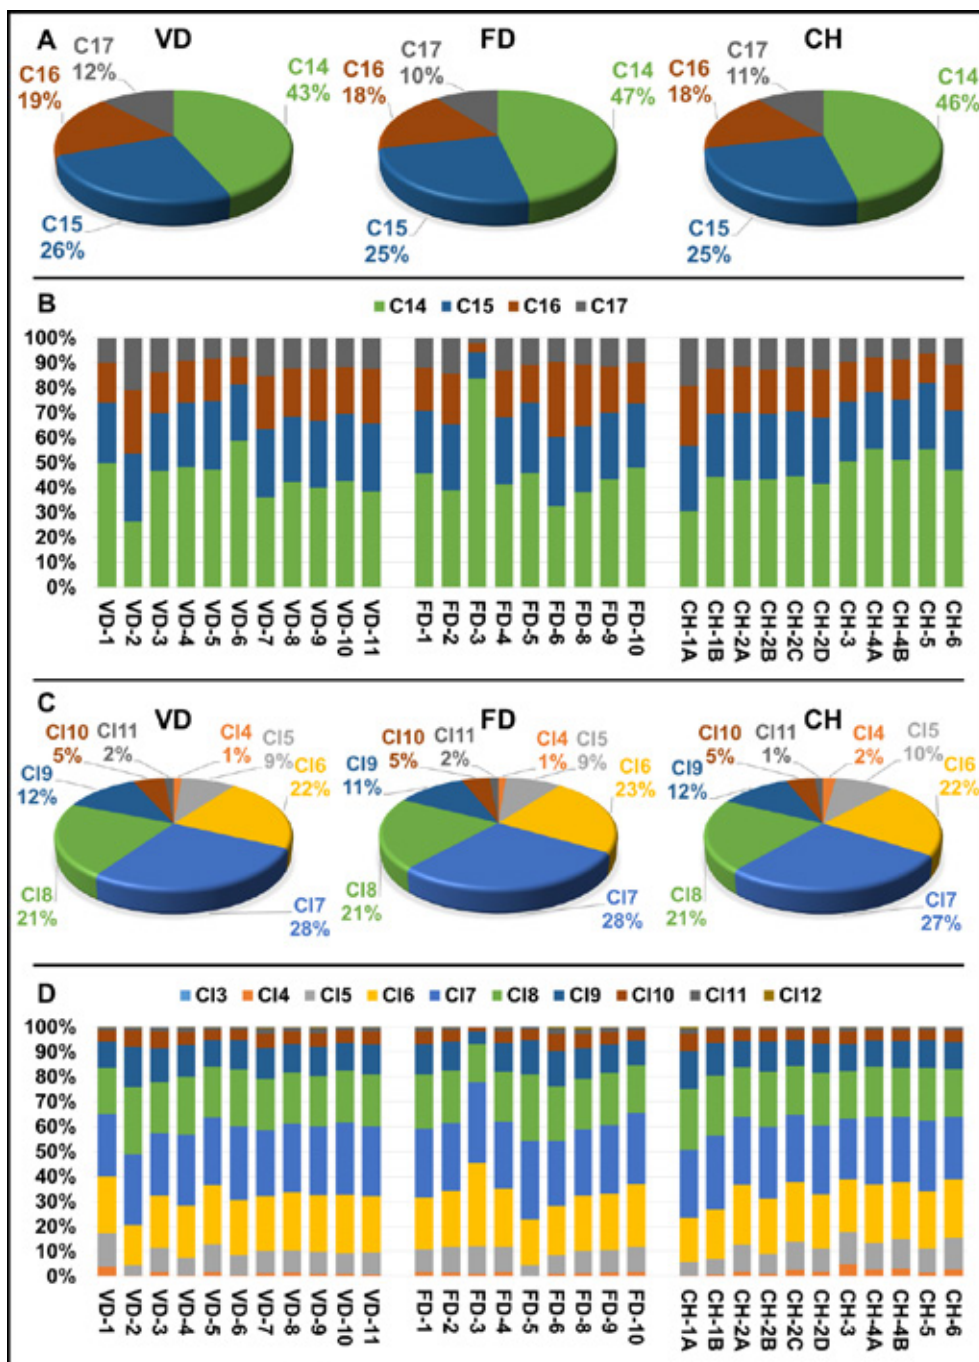 A VD FD CH
C17 12%
C16 19%
C14 43%
C15 26%
C17 10%
C16 18%
C14 47%
C15 25%
C17 11%
C16 18%
C14 46%
C15 25%
B
C14 C15 C16 C17
100%
90%
80%
70%
60%
50%
40%
30%
20%
10%
0%
VD-1 VD-2 VD-3 VD-4 VD-5 VD-6 VD-7 VD-8 VD-9 VD-10 VD-11 FD-1 FD-2 FD-3 FD-4 FD-5 FD-6 FD-8 FD-9 FD-10 CH-1A CH-1B CH-2A CH-2B CH-2C CH-2D CH-3 CH-4A CH-4B CH-5 CH-6
C VD FD CH
Cl10 5%
Cl11 2%
Cl4 1%
Cl5 9%
Cl9 12%
Cl6 22%
Cl8 21%
Cl7 28%
Cl10 5%
Cl11 2%
Cl4 1%
Cl5 9%
Cl9 11%
Cl6 23%
Cl8 21%
Cl7 28%
Cl10 5%
Cl11 1%
Cl4 2%
Cl5 10%
Cl9 12%
Cl6 22%
Cl8 21%
Cl7 27%
D
Cl3 Cl4 Cl5 Cl6 Cl7 Cl8 Cl9 Cl10 Cl11 Cl12
100%
90%
80%
70%
60%
50%
40%
30%
20%
10%
0%
VD-1 VD-2 VD-3 VD-4 VD-5 VD-6 VD-7 VD-8 VD-9 VD-10 VD-11 FD-1 FD-2 FD-3 FD-4 FD-5 FD-6 FD-8 FD-9 FD-10 CH-1A CH-1B CH-2A CH-2B CH-2C CH-2D CH-3 CH-4A CH-4B CH-5 CH-6